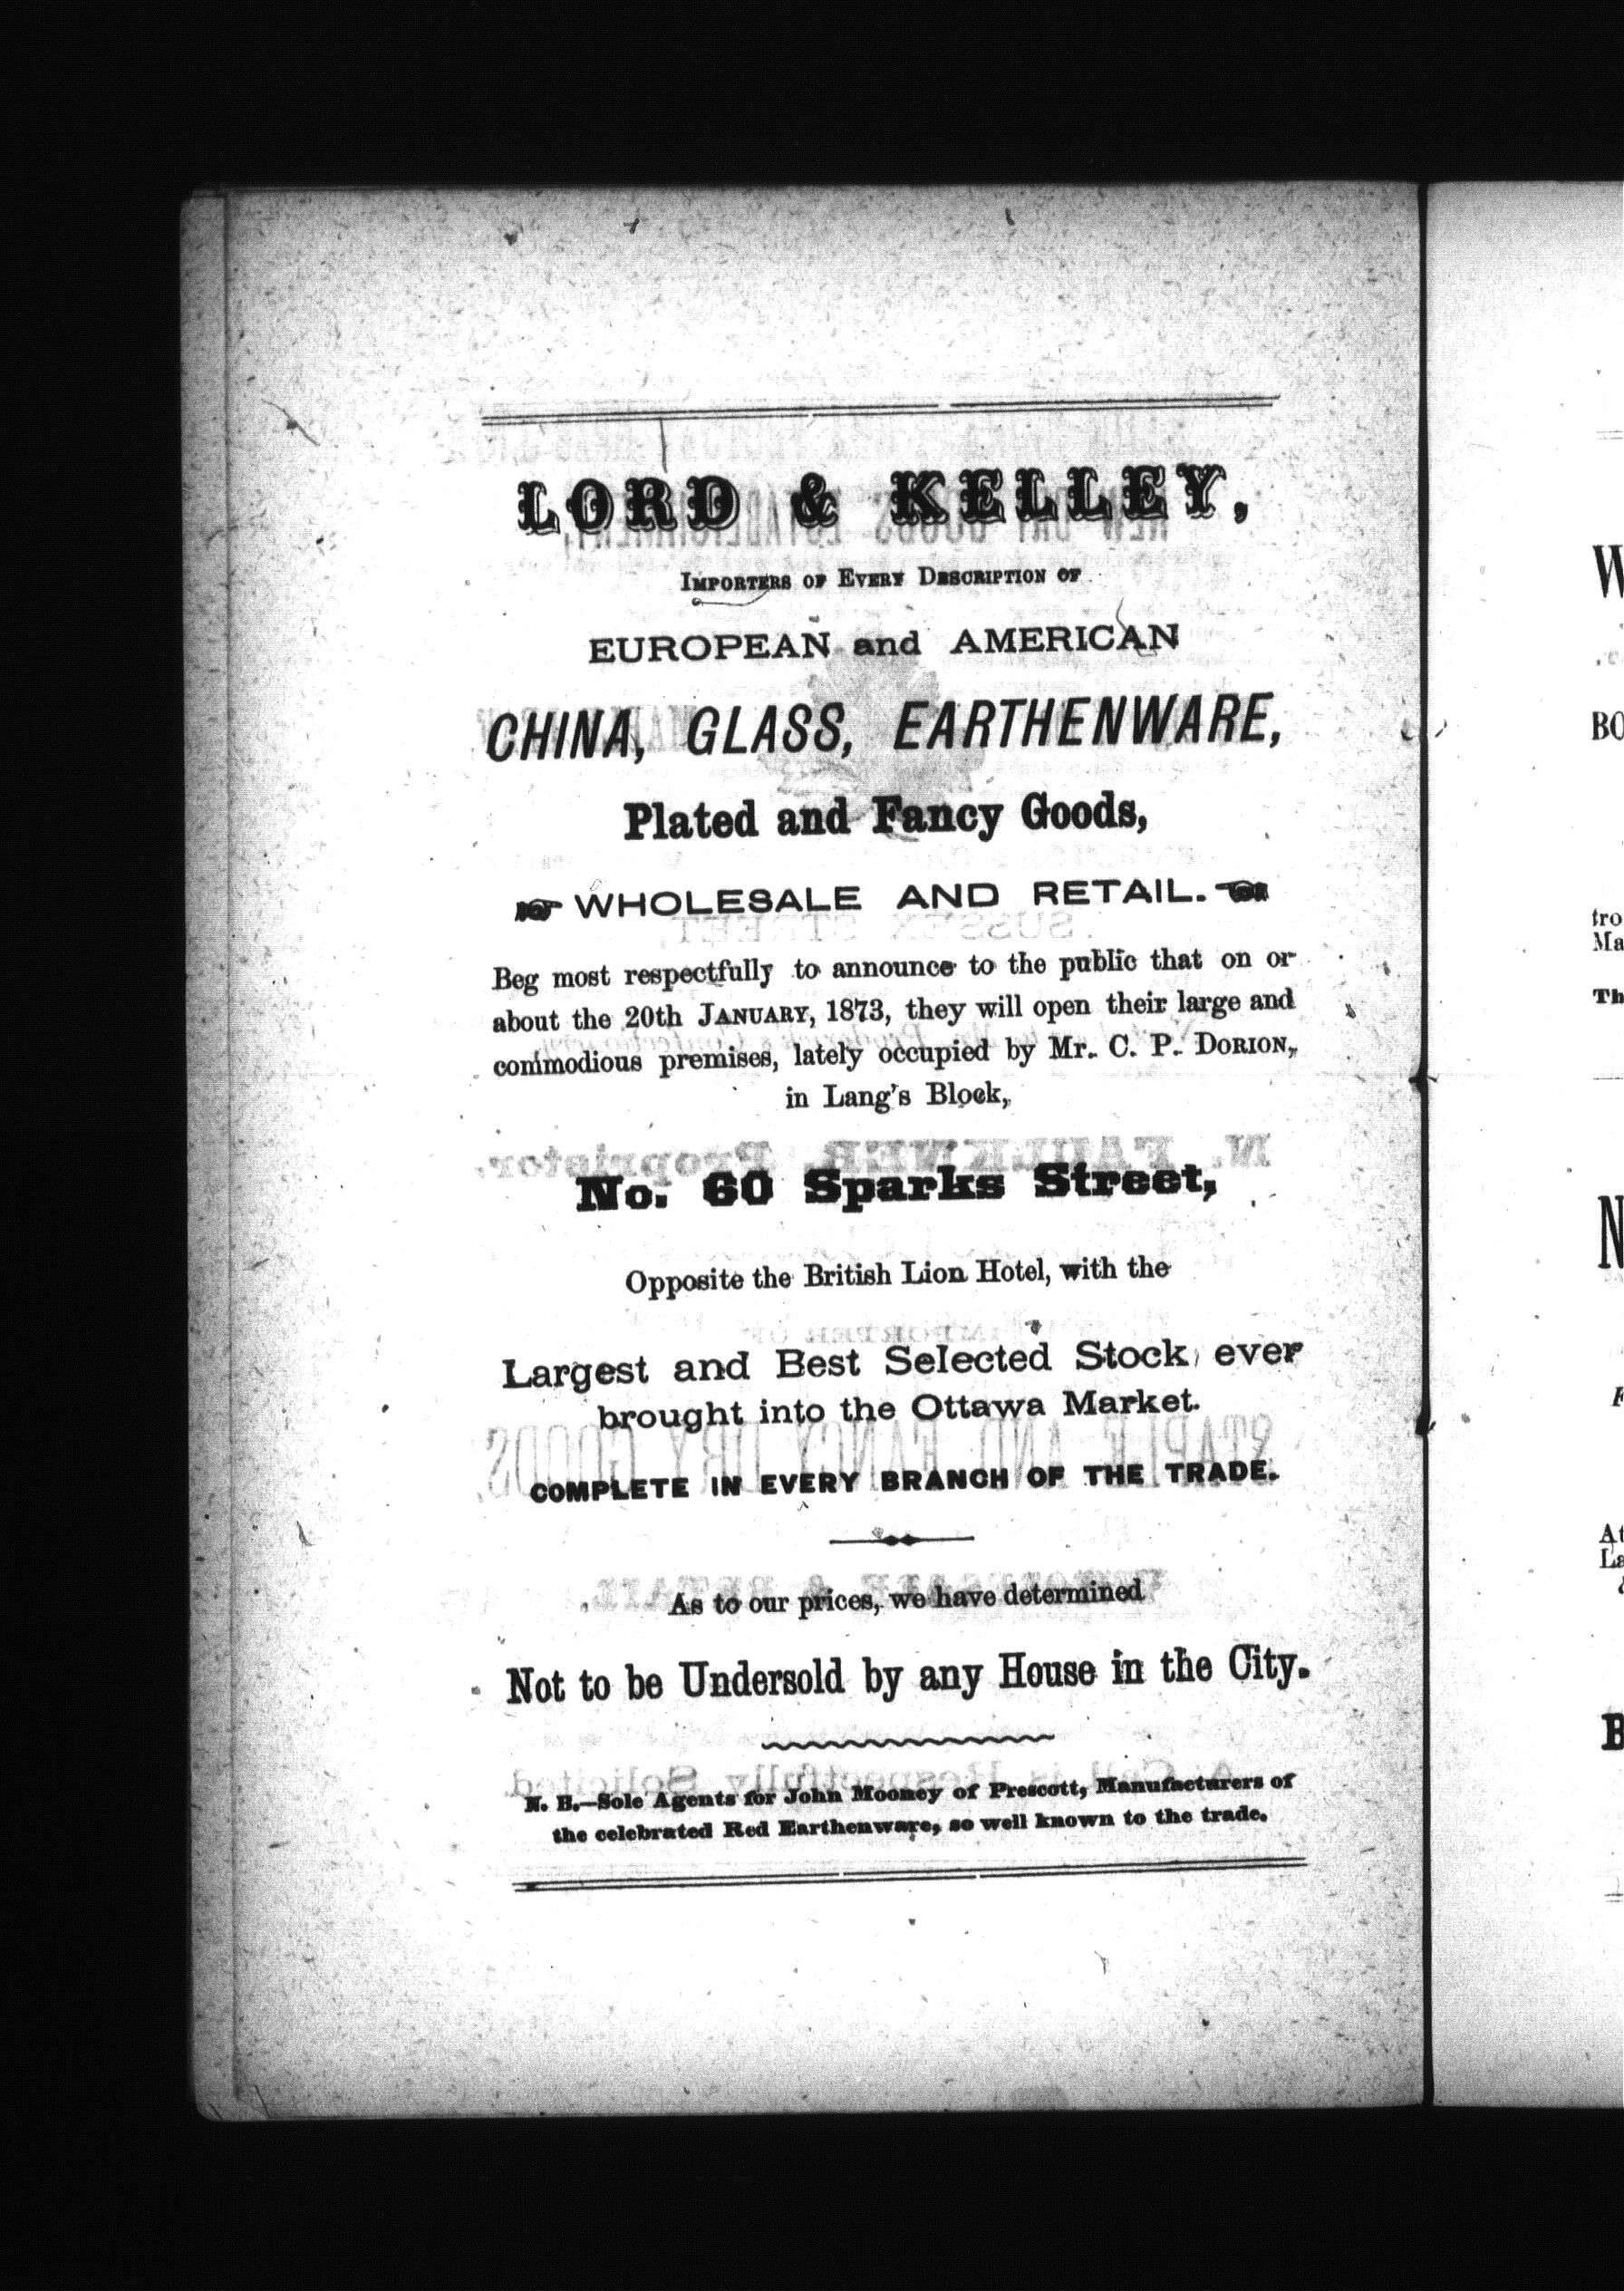 LORD & KELLEY,
IMPORTERS OF EVERY DESCRIPTION OF
EUROPEAN and AMERICAN
CHINA, GLASS, EARTHENWARE,
Plated and Fancy Goods,
WHOLESALE AND RETAIL.
Beg most respectfully to announce to the public that on or
about the 20th JANUARY, 1873, they will open their large and
commodious premises, lately occupied by Mr. C. P. DORION,
in Lang's Block,
No. 60 Sparks Street,
Opposite the British Lion Hotel, with the
Largest and Best Selected Stock ever
brought into the Ottawa Market.
COMPLETE IN EVERY BRANCH OF THE TRADE.
As to our prices, we have determined
Not to be Undersold by any House in the City.
N. B.—Sole Agents for John Mooney of Prescott, Manufacturers of
the celebrated Red Earthenware, so well known to the trade.